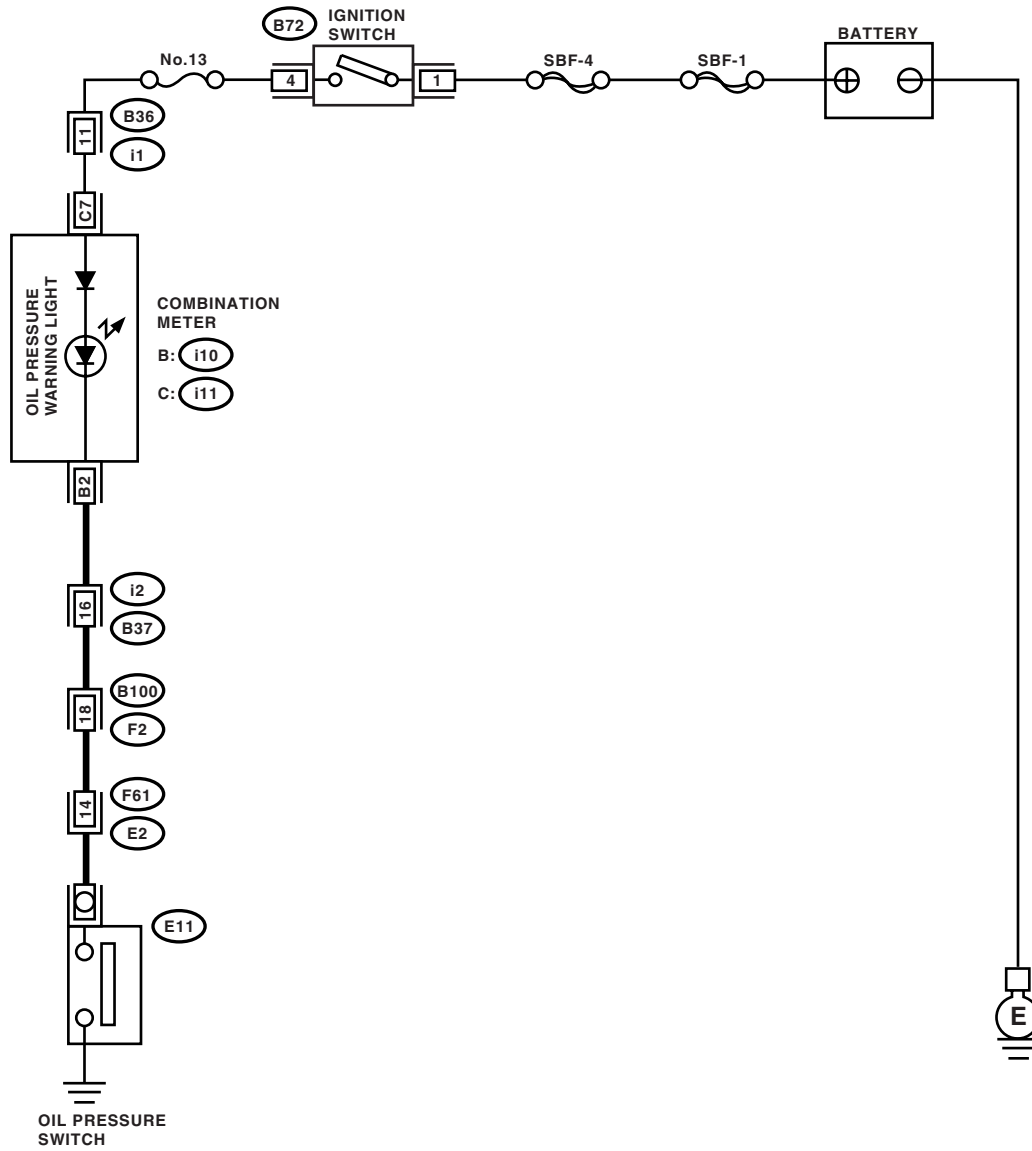 B72
IGNITION
SWITCH
BATTERY
No.13
4
1
SBF-4
SBF-1
11
B36
i1
C7
OIL PRESSURE
WARNING LIGHT
COMBINATION
METER
B: i10
C: i11
B2
16
i2
B37
18
B100
F2
14
F61
E2
E11
E
OIL PRESSURE
SWITCH